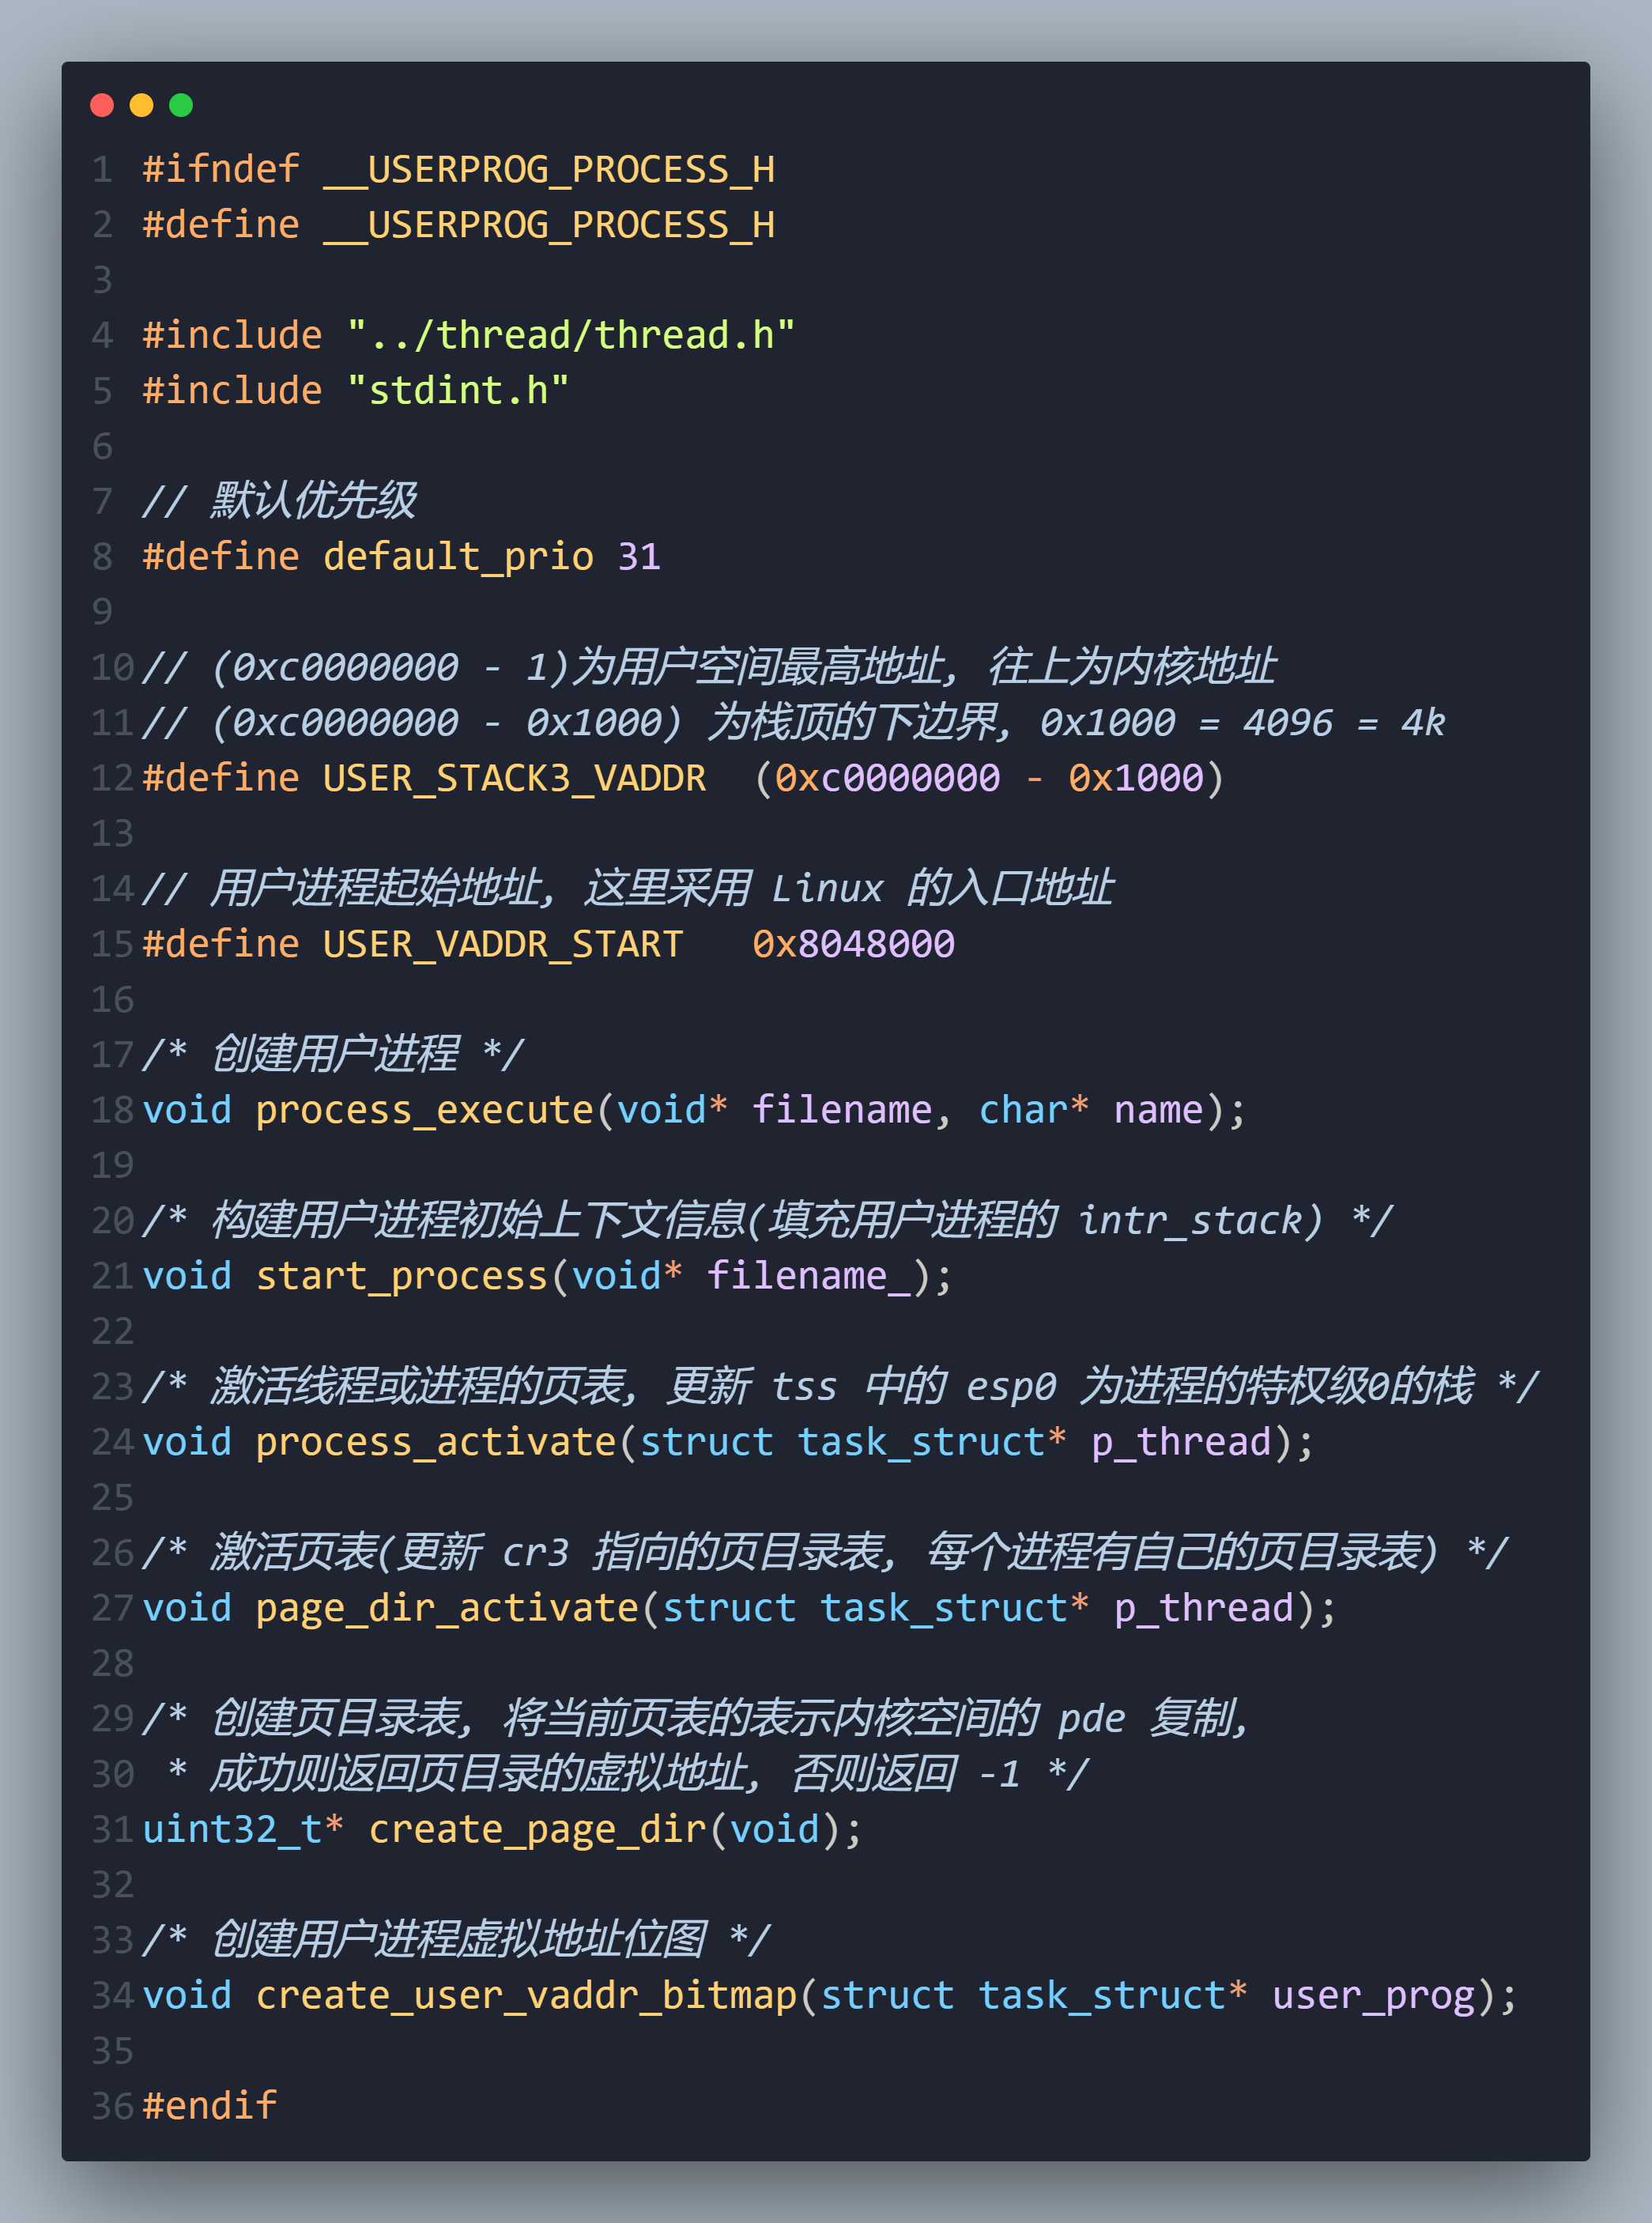 1 #ifndef __USERPROG_PROCESS_H
2 #define __USERPROG_PROCESS_H
3
4 #include "../thread/thread.h"
5 #include "stdint.h"
6
7 // 默认优先级
8 #define default_prio 31
9
10 // (0xc0000000 - 1)为用户空间最高地址, 往上为内核地址
11 // (0xc0000000 - 0x1000) 为栈顶的下边界, 0x1000 = 4096 = 4k
12 #define USER_STACK3_VADDR  (0xc0000000 - 0x1000)
13
14 // 用户进程起始地址, 这里采用 Linux 的入口地址
15 #define USER_VADDR_START   0x8048000
16
17 /* 创建用户进程 */
18 void process_execute(void* filename, char* name);
19
20 /* 构建用户进程初始上下文信息(填充用户进程的 intr_stack) */
21 void start_process(void* filename_);
22
23 /* 激活线程或进程的页表, 更新 tss 中的 esp0 为进程的特权级0的栈 */
24 void process_activate(struct task_struct* p_thread);
25
26 /* 激活页表(更新 cr3 指向的页目录表, 每个进程有自己的页目录表) */
27 void page_dir_activate(struct task_struct* p_thread);
28
29 /* 创建页目录表, 将当前页表的表示内核空间的 pde 复制,
30  * 成功则返回页目录的虚拟地址, 否则返回 -1 */
31 uint32_t* create_page_dir(void);
32
33 /* 创建用户进程虚拟地址位图 */
34 void create_user_vaddr_bitmap(struct task_struct* user_prog);
35
36 #endif